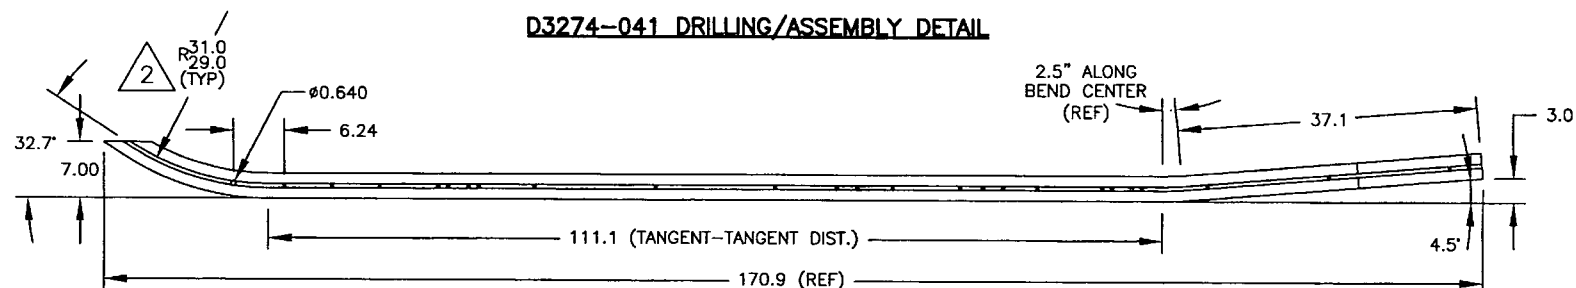 D3274-041 DRILLING/ASSEMBLY DETAIL
2
R31.0
29.0
(TYP)
ø0.640
2.5" ALONG
BEND CENTER
(REF)
37.1
3.0
6.24
32.7°
7.00
111.1 (TANGENT-TANGENT DIST.)
4.5°
170.9 (REF)